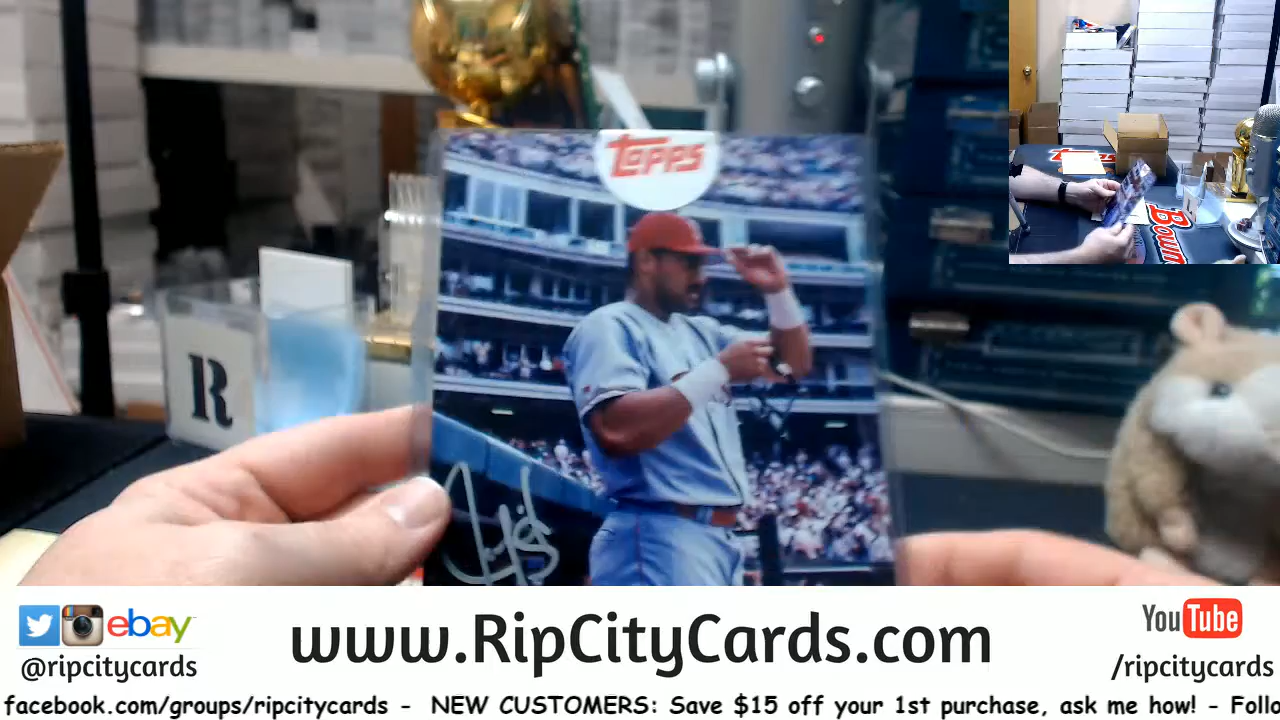 TOPPS
R
Boun
ebay
www.RipCityCards.com
You Tube
@ripcitycards
/ripcitycards
facebook.com/groups/ripcitycards - NEW CUSTOMERS: Save $15 off your 1st purchase, ask me how! - Follo